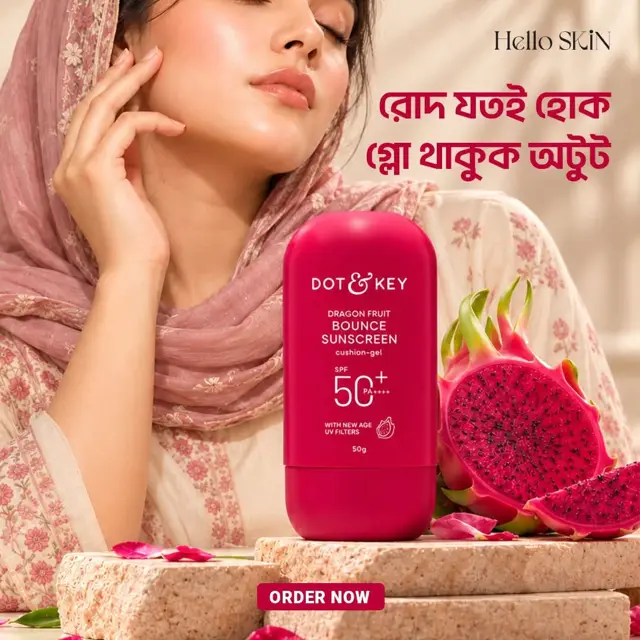 Hello SKiN
রোদ যতই হোক
গ্লো থাকুক অটুট
DOT & KEY
DRAGON FRUIT
BOUNCE
SUNSCREEN
cushion-gel
SPF
50+
PA++++
WITH NEW AGE
UV FILTERS
50g
ORDER NOW